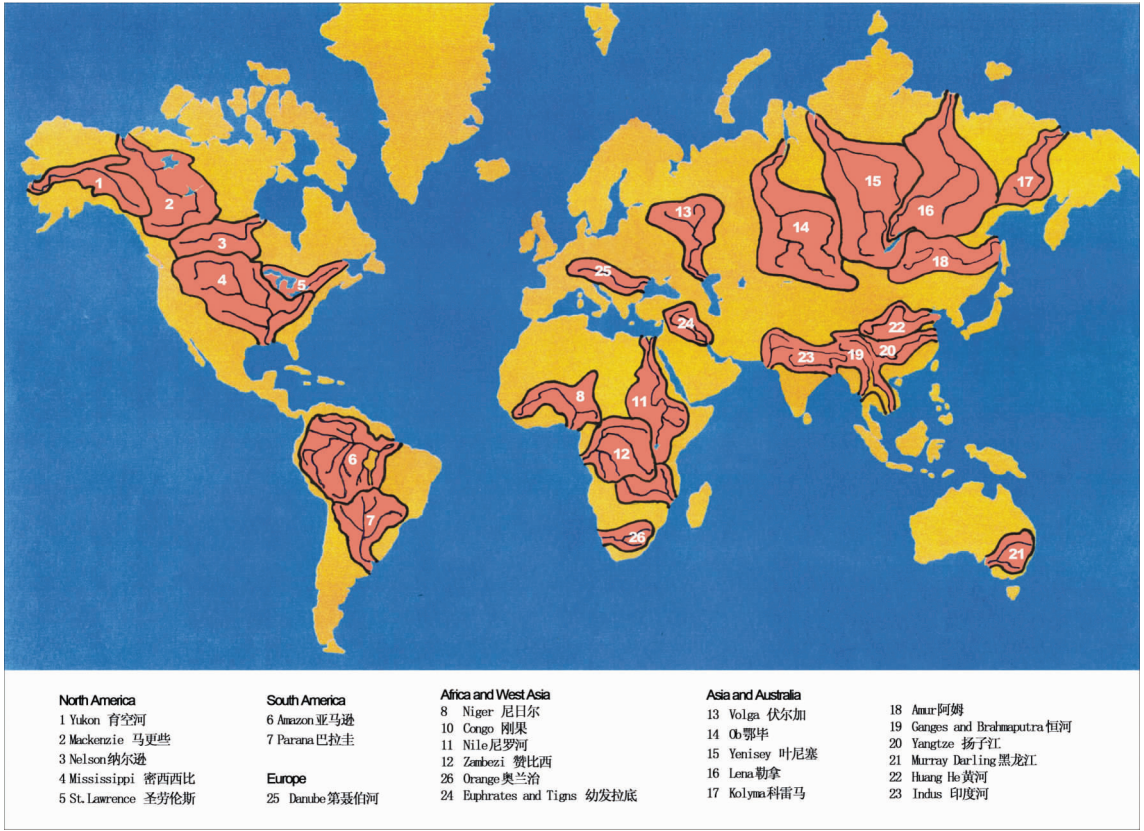 1
2
3
4
5
6
7
8
11
12
26
13
14
15
16
17
18
25
24
22
20
19
23
21
North America
1 Yukon 育空河
2 Mackenzie 马更些
3 Nelson纳尔逊
4 Mississippi 密西西比
5 St.Lawrence 圣劳伦斯
South America
6 Amazon亚马逊
7 Parana巴拉圭
Europe
25 Danube第聂伯河
Africa and West Asia
8 Niger 尼日尔
10 Congo 刚果
11 Nile尼罗河
12 Zambezi 赞比西
26 Orange奥兰治
24 Euphrates and Tigns 幼发拉底
Asia and Australia
13 Volga 伏尔加
14 Ob鄂毕
15 Yenisey 叶尼塞
16 Lena勒拿
17 Kolyma科雷马
18 Amur阿姆
19 Ganges and Brahmaputra恒河
20 Yangtze 扬子江
21 Murray Darling黑龙江
22 Huang He黄河
23 Indus 印度河